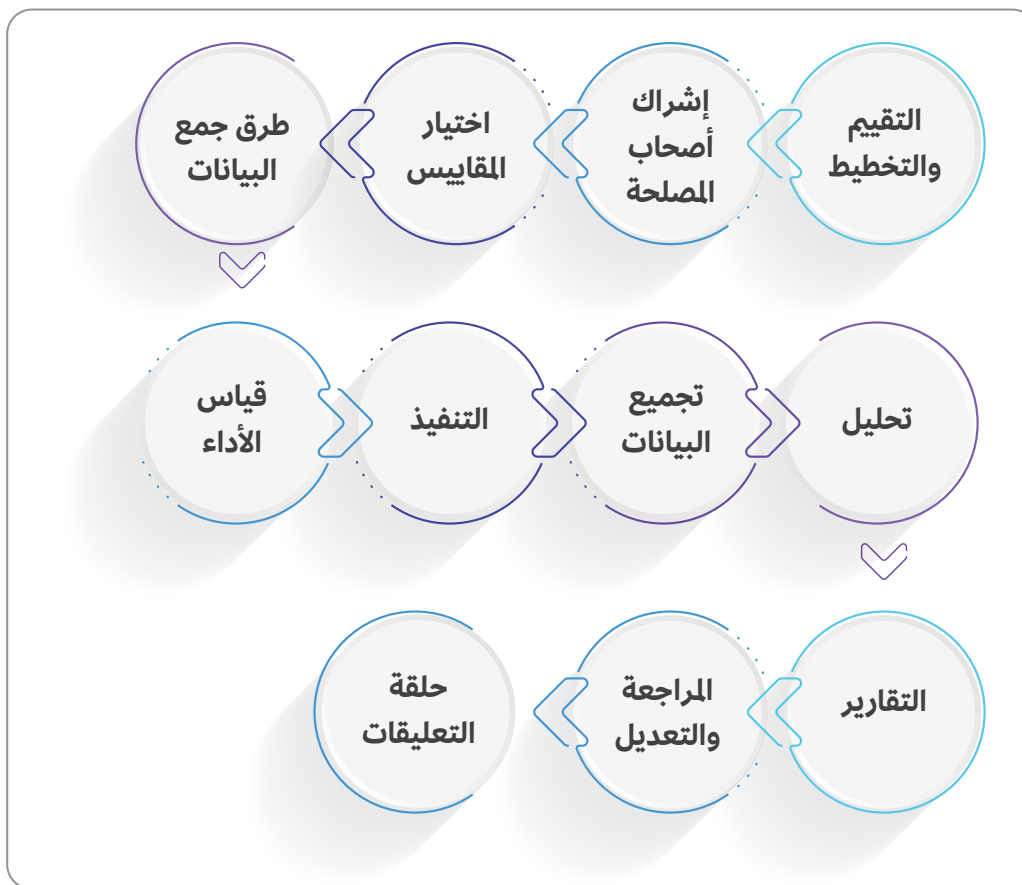 التقييم
والتخطيط
إشراك
أصحاب
المصلحة
اختيار
المقاييس
طرق جمع
البيانات
قياس
الأداء
التنفيذ
تجميع
البيانات
تحليل
التقارير
المراجعة
والتعديل
حلقة
التعليقات